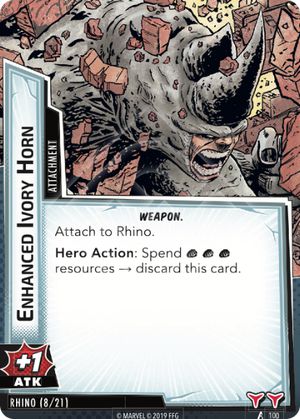 ENHANCED IVORY HORN
ATTACHMENT
WEAPON.
Attach to Rhino.
Hero Action: Spend
resources → discard this card.
+1
ATK
RHINO (8/21)
© MARVEL © 2019 FFG
100